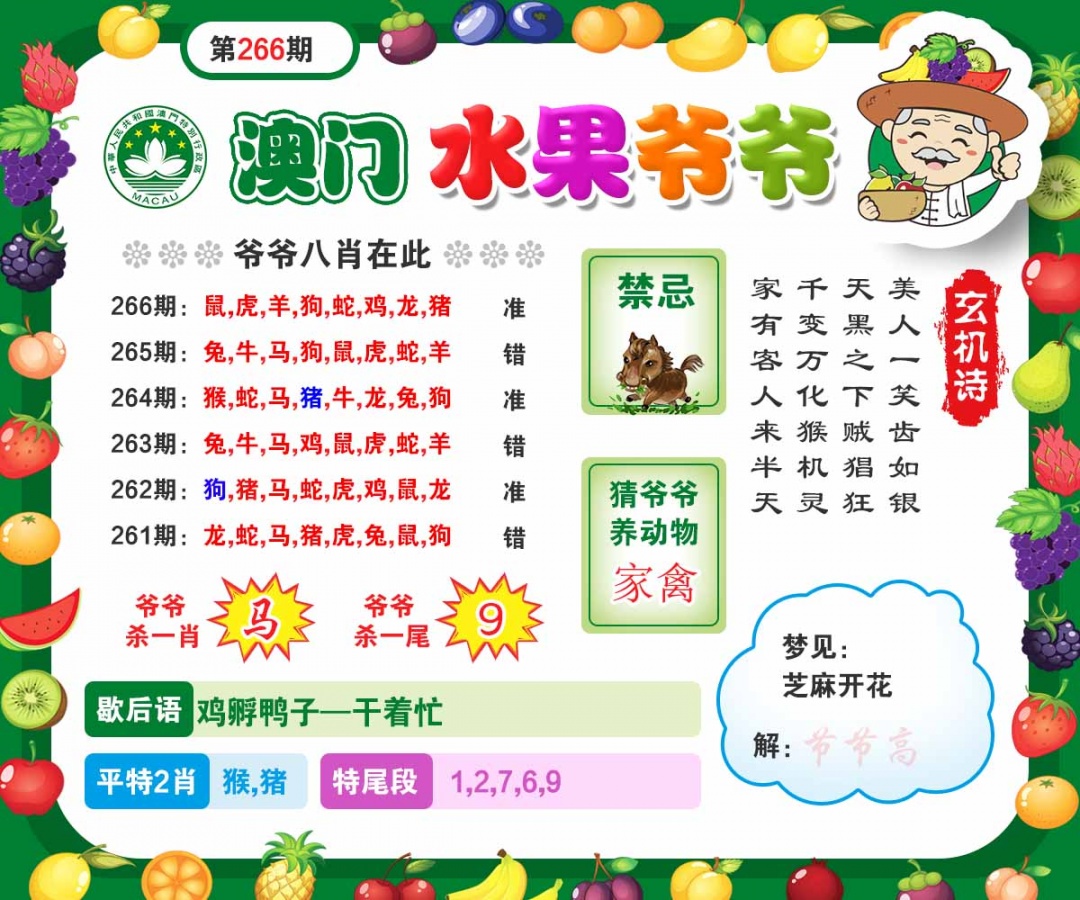 第266期
中華人民共和國澳門特別行政區
MACAU
澳门 水果爷爷
爷爷八肖在此
266期：鼠,虎,羊,狗,蛇,鸡,龙,猪 准
265期：兔,牛,马,狗,鼠,虎,蛇,羊 错
264期：猴,蛇,马,猪,牛,龙,兔,狗 准
263期：兔,牛,马,鸡,鼠,虎,蛇,羊 错
262期：狗,猪,马,蛇,虎,鸡,鼠,龙 准
261期：龙,蛇,马,猪,虎,兔,鼠,狗 错
爷爷
杀一肖
马
爷爷
杀一尾
9
禁忌
猜爷爷
养动物
家禽
玄机诗
美人一笑齿如银
天黑之下贼猖狂
千变万化猴机灵
家有客人来半天
歇后语 鸡孵鸭子—干着忙
平特2肖 猴,猪
特尾段 1,2,7,6,9
梦见：
芝麻开花
解：节节高